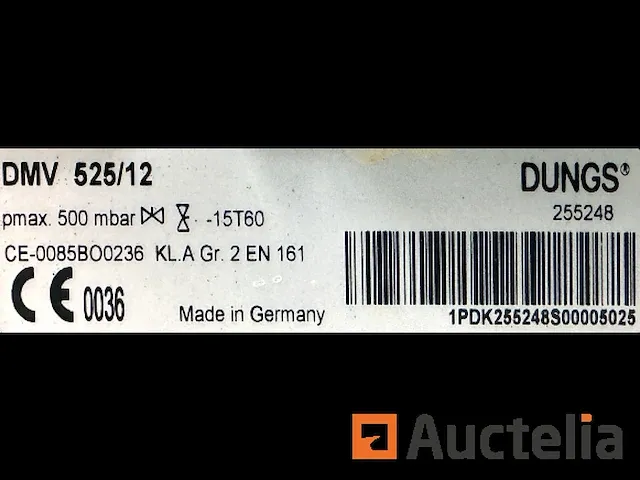 DMV 525/12
DUNGS®
255248
pmax. 500 mbar -15T60
CE-0085BO0236 KL.A Gr. 2 EN 161
CE 0036
Made in Germany
1PDK255248S00005025
Auctelia